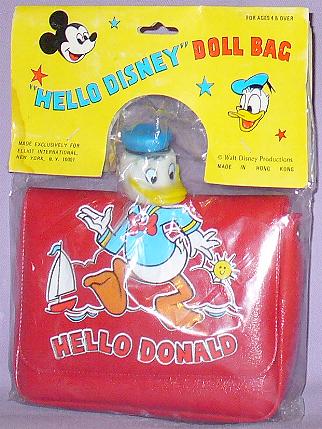 FOR AGES 4 & OVER
"HELLO DISNEY" DOLL BAG
MADE EXCLUSIVELY FOR
ELLIOT INTERNATIONAL,
NEW YORK, N.Y. 10001
© Walt Disney Productions
MADE IN HONG KONG
HELLO DONALD